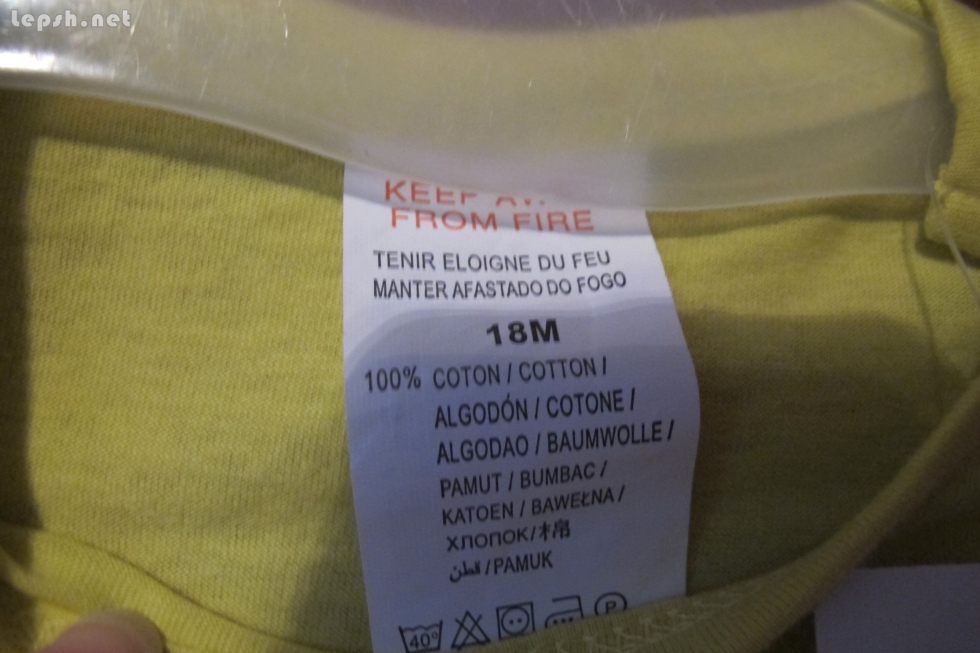 Lepsh.net
KEEP
FROM FIRE
TENIR ELOIGNE DU FEU
MANTER AFASTADO DO FOGO
18M
100% COTON / COTTON /
ALGODÓN / COTONE /
ALGODAO / BAUMWOLLE /
PAMUT / BUMBAC /
KATOEN / BAWEŁNA /
ХЛОПОК/棉
قطن / PAMUK
40° P